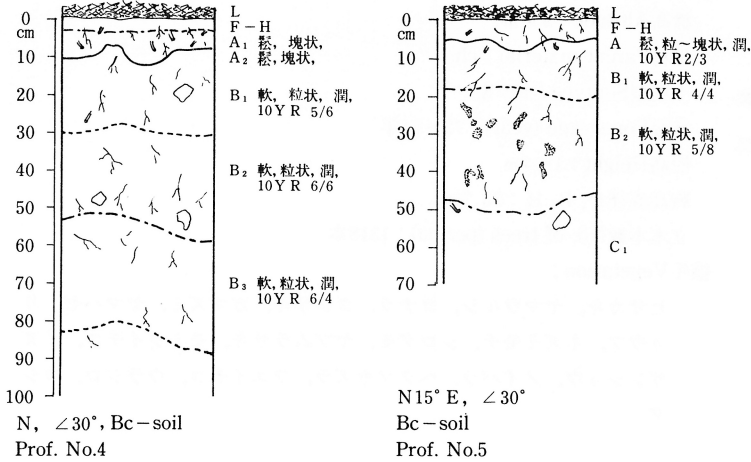 0
cm
10
20
30
40
50
60
70
80
90
100
L
F－H
A₁ 鬆, 塊状,
A₂ 鬆, 塊状,
B₁ 軟, 粒状, 潤,
10YR 5/6
B₂ 軟, 粒状, 潤,
10YR 6/6
B₃ 軟, 粒状, 潤,
10YR 6/4
N, ∠30°, Bc－soil
Prof. No.4
0
cm
10
20
30
40
50
60
70
L
F－H
A 鬆, 粒～塊状, 潤,
10YR 2/3
B₁ 軟, 粒状, 潤,
10YR 4/4
B₂ 軟, 粒状, 潤,
10YR 5/8
C₁
N15°E, ∠30°
Bc－soil
Prof. No.5